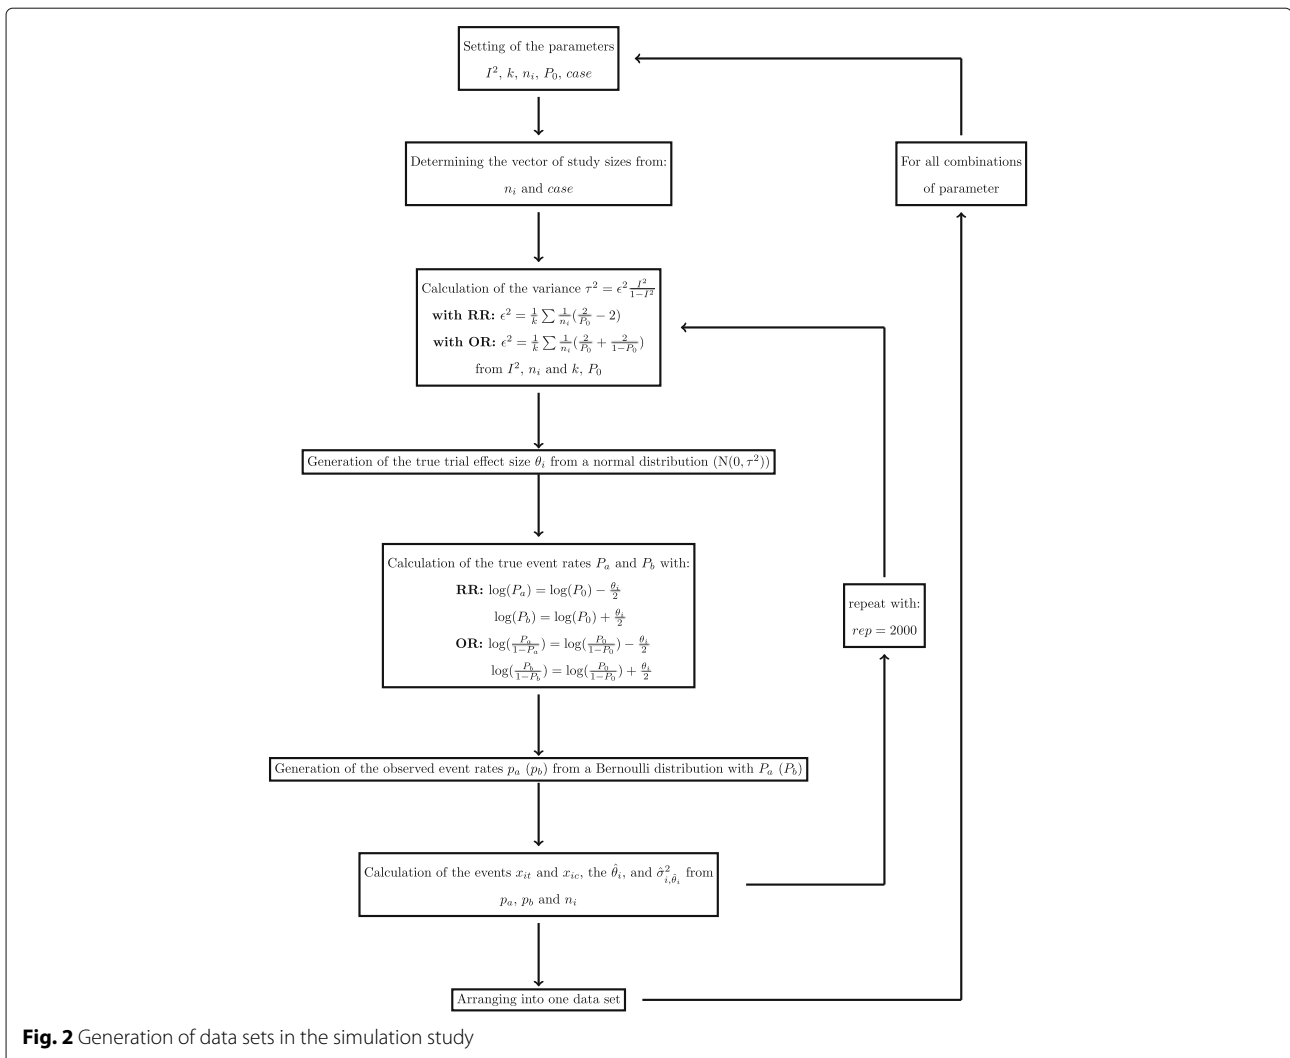 Setting of the parameters
I², k, nᵢ, P₀, case
Determining the vector of study sizes from:
nᵢ and case
For all combinations
of parameter
Calculation of the variance τ² = ϵ² I²/(1−I²)
with RR: ϵ² = 1/k ∑ 1/nᵢ (2/P₀ − 2)
with OR: ϵ² = 1/k ∑ 1/nᵢ (2/P₀ + 2/(1−P₀))
from I², nᵢ and k, P₀
Generation of the true trial effect size θᵢ from a normal distribution (N(0, τ²))
Calculation of the true event rates Pₐ and P_b with:
RR: log(Pₐ) = log(P₀) − θᵢ/2
log(P_b) = log(P₀) + θᵢ/2
OR: log(Pₐ/(1−Pₐ)) = log(P₀/(1−P₀)) − θᵢ/2
log(P_b/(1−P_b)) = log(P₀/(1−P₀)) + θᵢ/2
repeat with:
rep = 2000
Generation of the observed event rates pₐ (p_b) from a Bernoulli distribution with Pₐ (P_b)
Calculation of the events x_it and x_ic, the θ̂ᵢ, and σ̂²_{i,θ̂ᵢ} from
pₐ, p_b and nᵢ
Arranging into one data set
Fig. 2 Generation of data sets in the simulation study